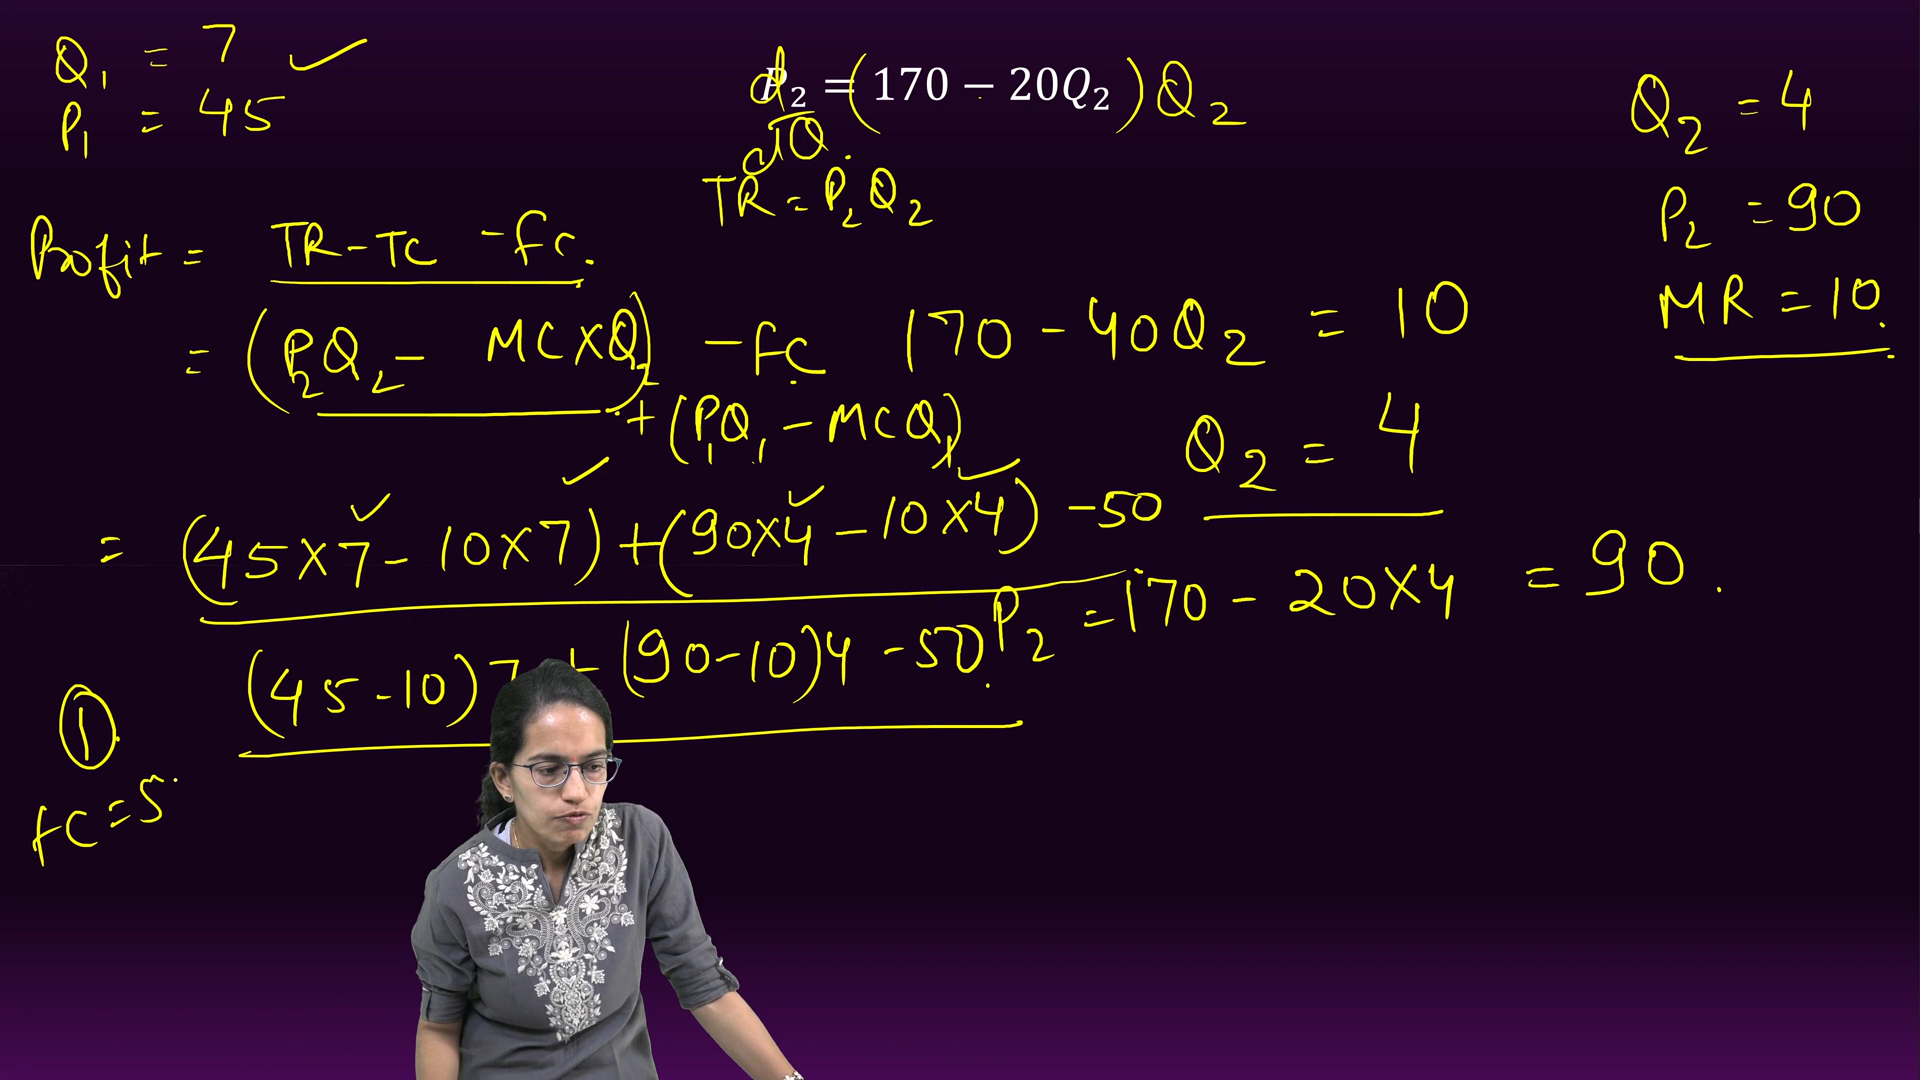 Q₁ = 7 ✓
P₁ = 45
P₂ = (170 − 20Q₂) Q₂
d
dQ
TR = P₂Q₂
Q₂ = 4
P₂ = 90
MR = 10.
Profit = TR - TC - fc.
= (P₂Q₂ - MC×Q₂) - fc
+ (P₁Q₁ - MCQ₁)
170 - 40Q₂ = 10
Q₂ = 4
= (45×7 - 10×7) + (90×4 - 10×4) - 50
P₂ = 170 - 20×4 = 90.
(45-10)7 + (90-10)4 - 50.
①
fc = 5.